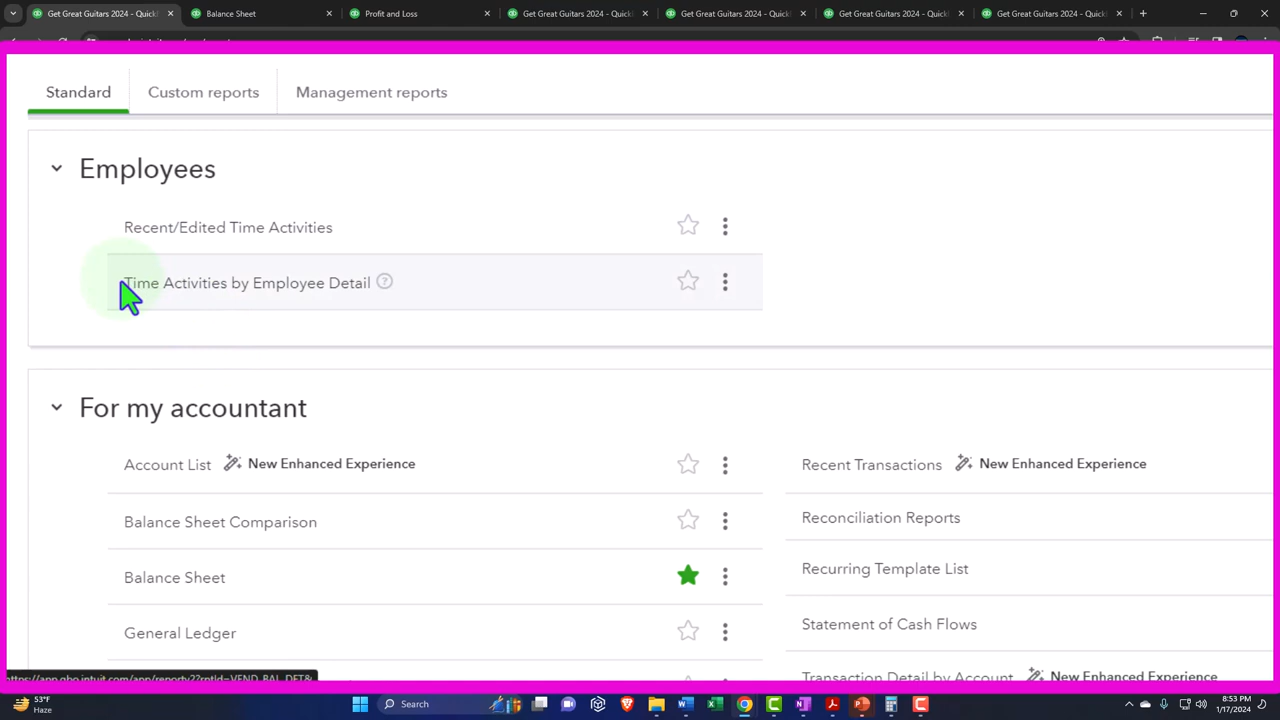 Get Great Guitars 2024 - Quick
Balance Sheet
Profit and Loss
Get Great Guitars 2024 - Quick
Get Great Guitars 2024 - Quick
Get Great Guitars 2024 - Quick
Get Great Guitars 2024 - Quick
Standard
Custom reports
Management reports
Employees
Recent/Edited Time Activities
Time Activities by Employee Detail
For my accountant
Account List New Enhanced Experience
Recent Transactions New Enhanced Experience
Balance Sheet Comparison
Reconciliation Reports
Balance Sheet
Recurring Template List
General Ledger
Statement of Cash Flows
Transaction Detail by Account New Enhanced Experience
53°F
Haze
Search
8:53 PM
1/17/2024